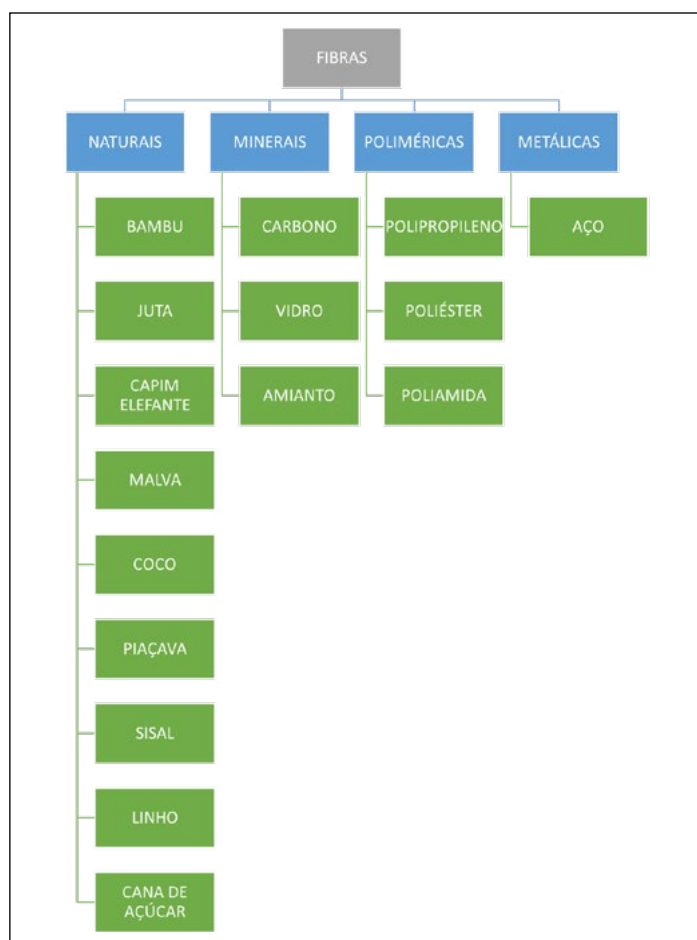 FIBRAS
NATURAIS
MINERAIS
POLIMÉRICAS
METÁLICAS
BAMBU
CARBONO
POLIPROPILENO
AÇO
JUTA
VIDRO
POLIÉSTER
CAPIM
ELEFANTE
AMIANTO
POLIAMIDA
MALVA
COCO
PIAÇAVA
SISAL
LINHO
CANA DE
AÇÚCAR